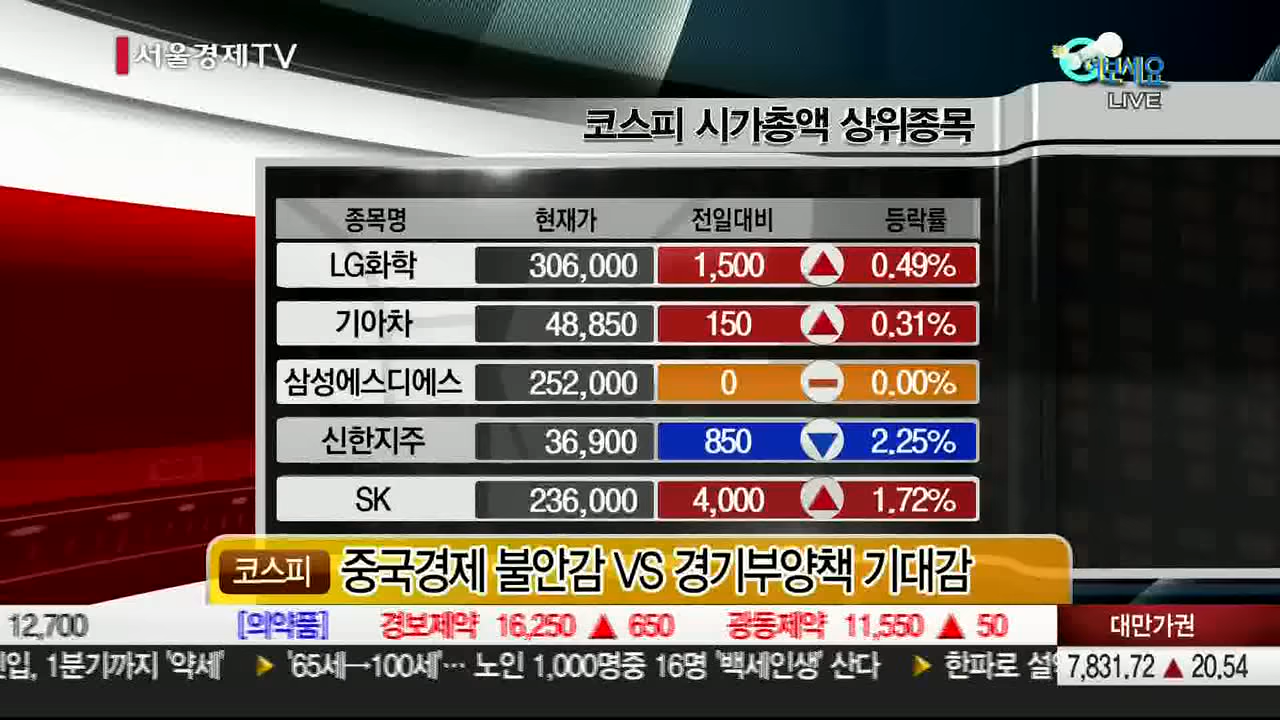 서울경제TV
여보세요
LIVE
코스피 시가총액 상위종목
종목명 현재가 전일대비 등락률
LG화학 306,000 1,500 ▲ 0.49%
기아차 48,850 150 ▲ 0.31%
삼성에스디에스 252,000 0 - 0.00%
신한지주 36,900 850 ▼ 2.25%
SK 236,000 4,000 ▲ 1.72%
코스피 중국경제 불안감 VS 경기부양책 기대감
12,700 [의약품] 경보제약 16,250 ▲ 650 광동제약 11,550 ▲ 50 대만가권
입, 1분기까지 '약세' ▶ '65세→100세'… 노인 1,000명중 16명 '백세인생' 산다 ▶ 한파로 7,831.72 ▲ 20.54